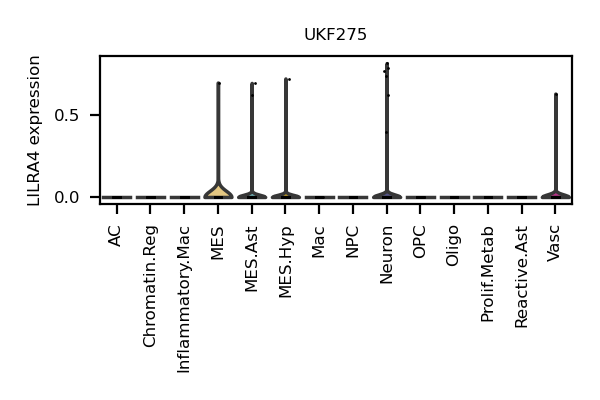 UKF275
LILRA4 expression
0.5
0.0
AC
Chromatin.Reg
Inflammatory.Mac
MES
MES.Ast
MES.Hyp
Mac
NPC
Neuron
OPC
Oligo
Prolif.Metab
Reactive.Ast
Vasc